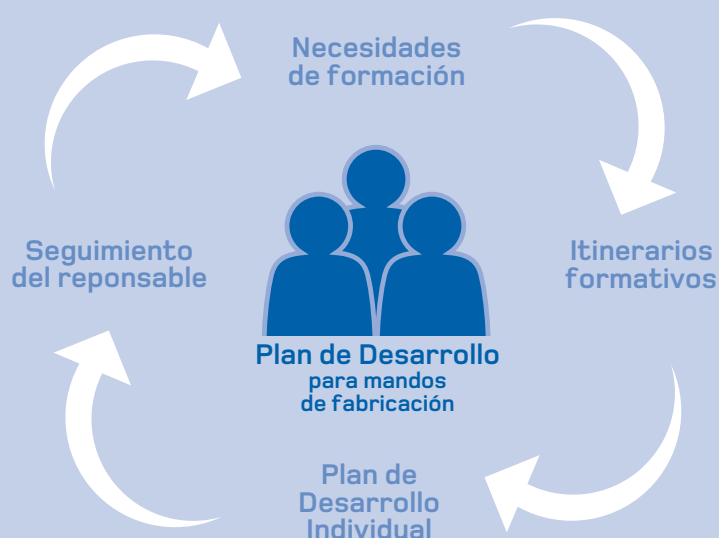 Necesidades
de formación
Itinerarios
formativos
Plan de
Desarrollo
Individual
Seguimiento
del reponsable
Plan de Desarrollo
para mandos
de fabricación